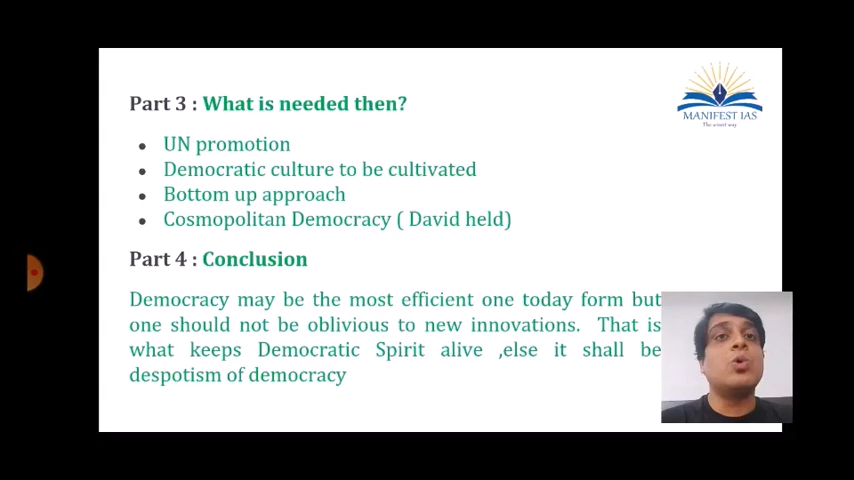 Part 3 : What is needed then?
MANIFEST IAS
The smart way
• UN promotion
• Democratic culture to be cultivated
• Bottom up approach
• Cosmopolitan Democracy ( David held)
Part 4 : Conclusion
Democracy may be the most efficient one today form but
one should not be oblivious to new innovations. That is
what keeps Democratic Spirit alive ,else it shall be
despotism of democracy